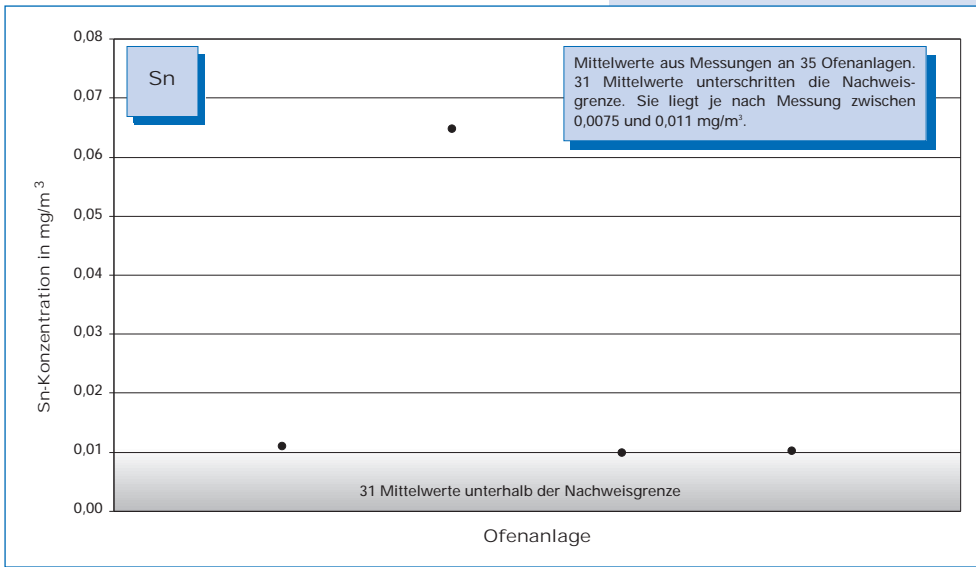 Sn
Mittelwerte aus Messungen an 35 Ofenanlagen.
31 Mittelwerte unterschritten die Nachweis-
grenze. Sie liegt je nach Messung zwischen
0,0075 und 0,011 mg/m³.
Sn-Konzentration in mg/m³
0,08
0,07
0,06
0,05
0,04
0,03
0,02
0,01
0,00
31 Mittelwerte unterhalb der Nachweisgrenze
Ofenanlage